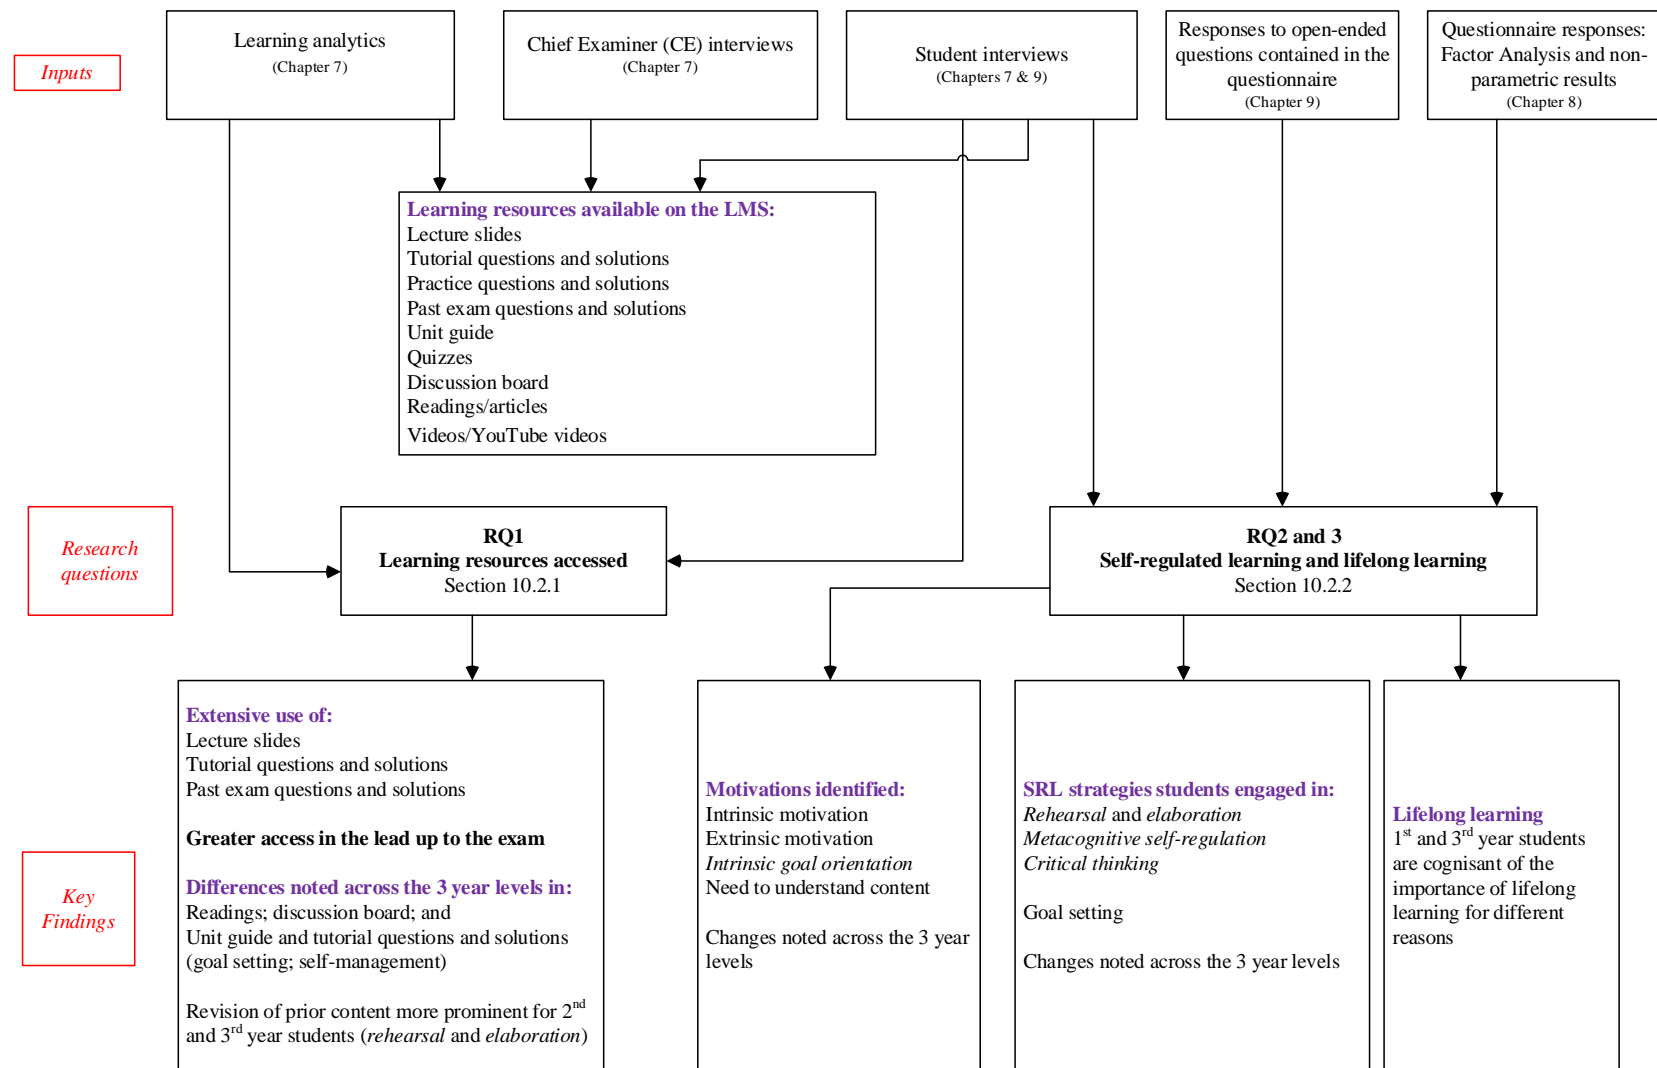 Inputs
Learning analytics
(Chapter 7)
Chief Examiner (CE) interviews
(Chapter 7)
Student interviews
(Chapters 7 & 9)
Responses to open-ended
questions contained in the
questionnaire
(Chapter 9)
Questionnaire responses:
Factor Analysis and non-
parametric results
(Chapter 8)
Learning resources available on the LMS:
Lecture slides
Tutorial questions and solutions
Practice questions and solutions
Past exam questions and solutions
Unit guide
Quizzes
Discussion board
Readings/articles
Videos/YouTube videos
Research
questions
RQ1
Learning resources accessed
Section 10.2.1
RQ2 and 3
Self-regulated learning and lifelong learning
Section 10.2.2
Key
Findings
Extensive use of:
Lecture slides
Tutorial questions and solutions
Past exam questions and solutions
Greater access in the lead up to the exam
Differences noted across the 3 year levels in:
Readings; discussion board; and
Unit guide and tutorial questions and solutions
(goal setting; self-management)
Revision of prior content more prominent for 2nd
and 3rd year students (rehearsal and elaboration)
Motivations identified:
Intrinsic motivation
Extrinsic motivation
Intrinsic goal orientation
Need to understand content
Changes noted across the 3 year
levels
SRL strategies students engaged in:
Rehearsal and elaboration
Metacognitive self-regulation
Critical thinking
Goal setting
Changes noted across the 3 year levels
Lifelong learning
1st and 3rd year students
are cognisant of the
importance of lifelong
learning for different
reasons